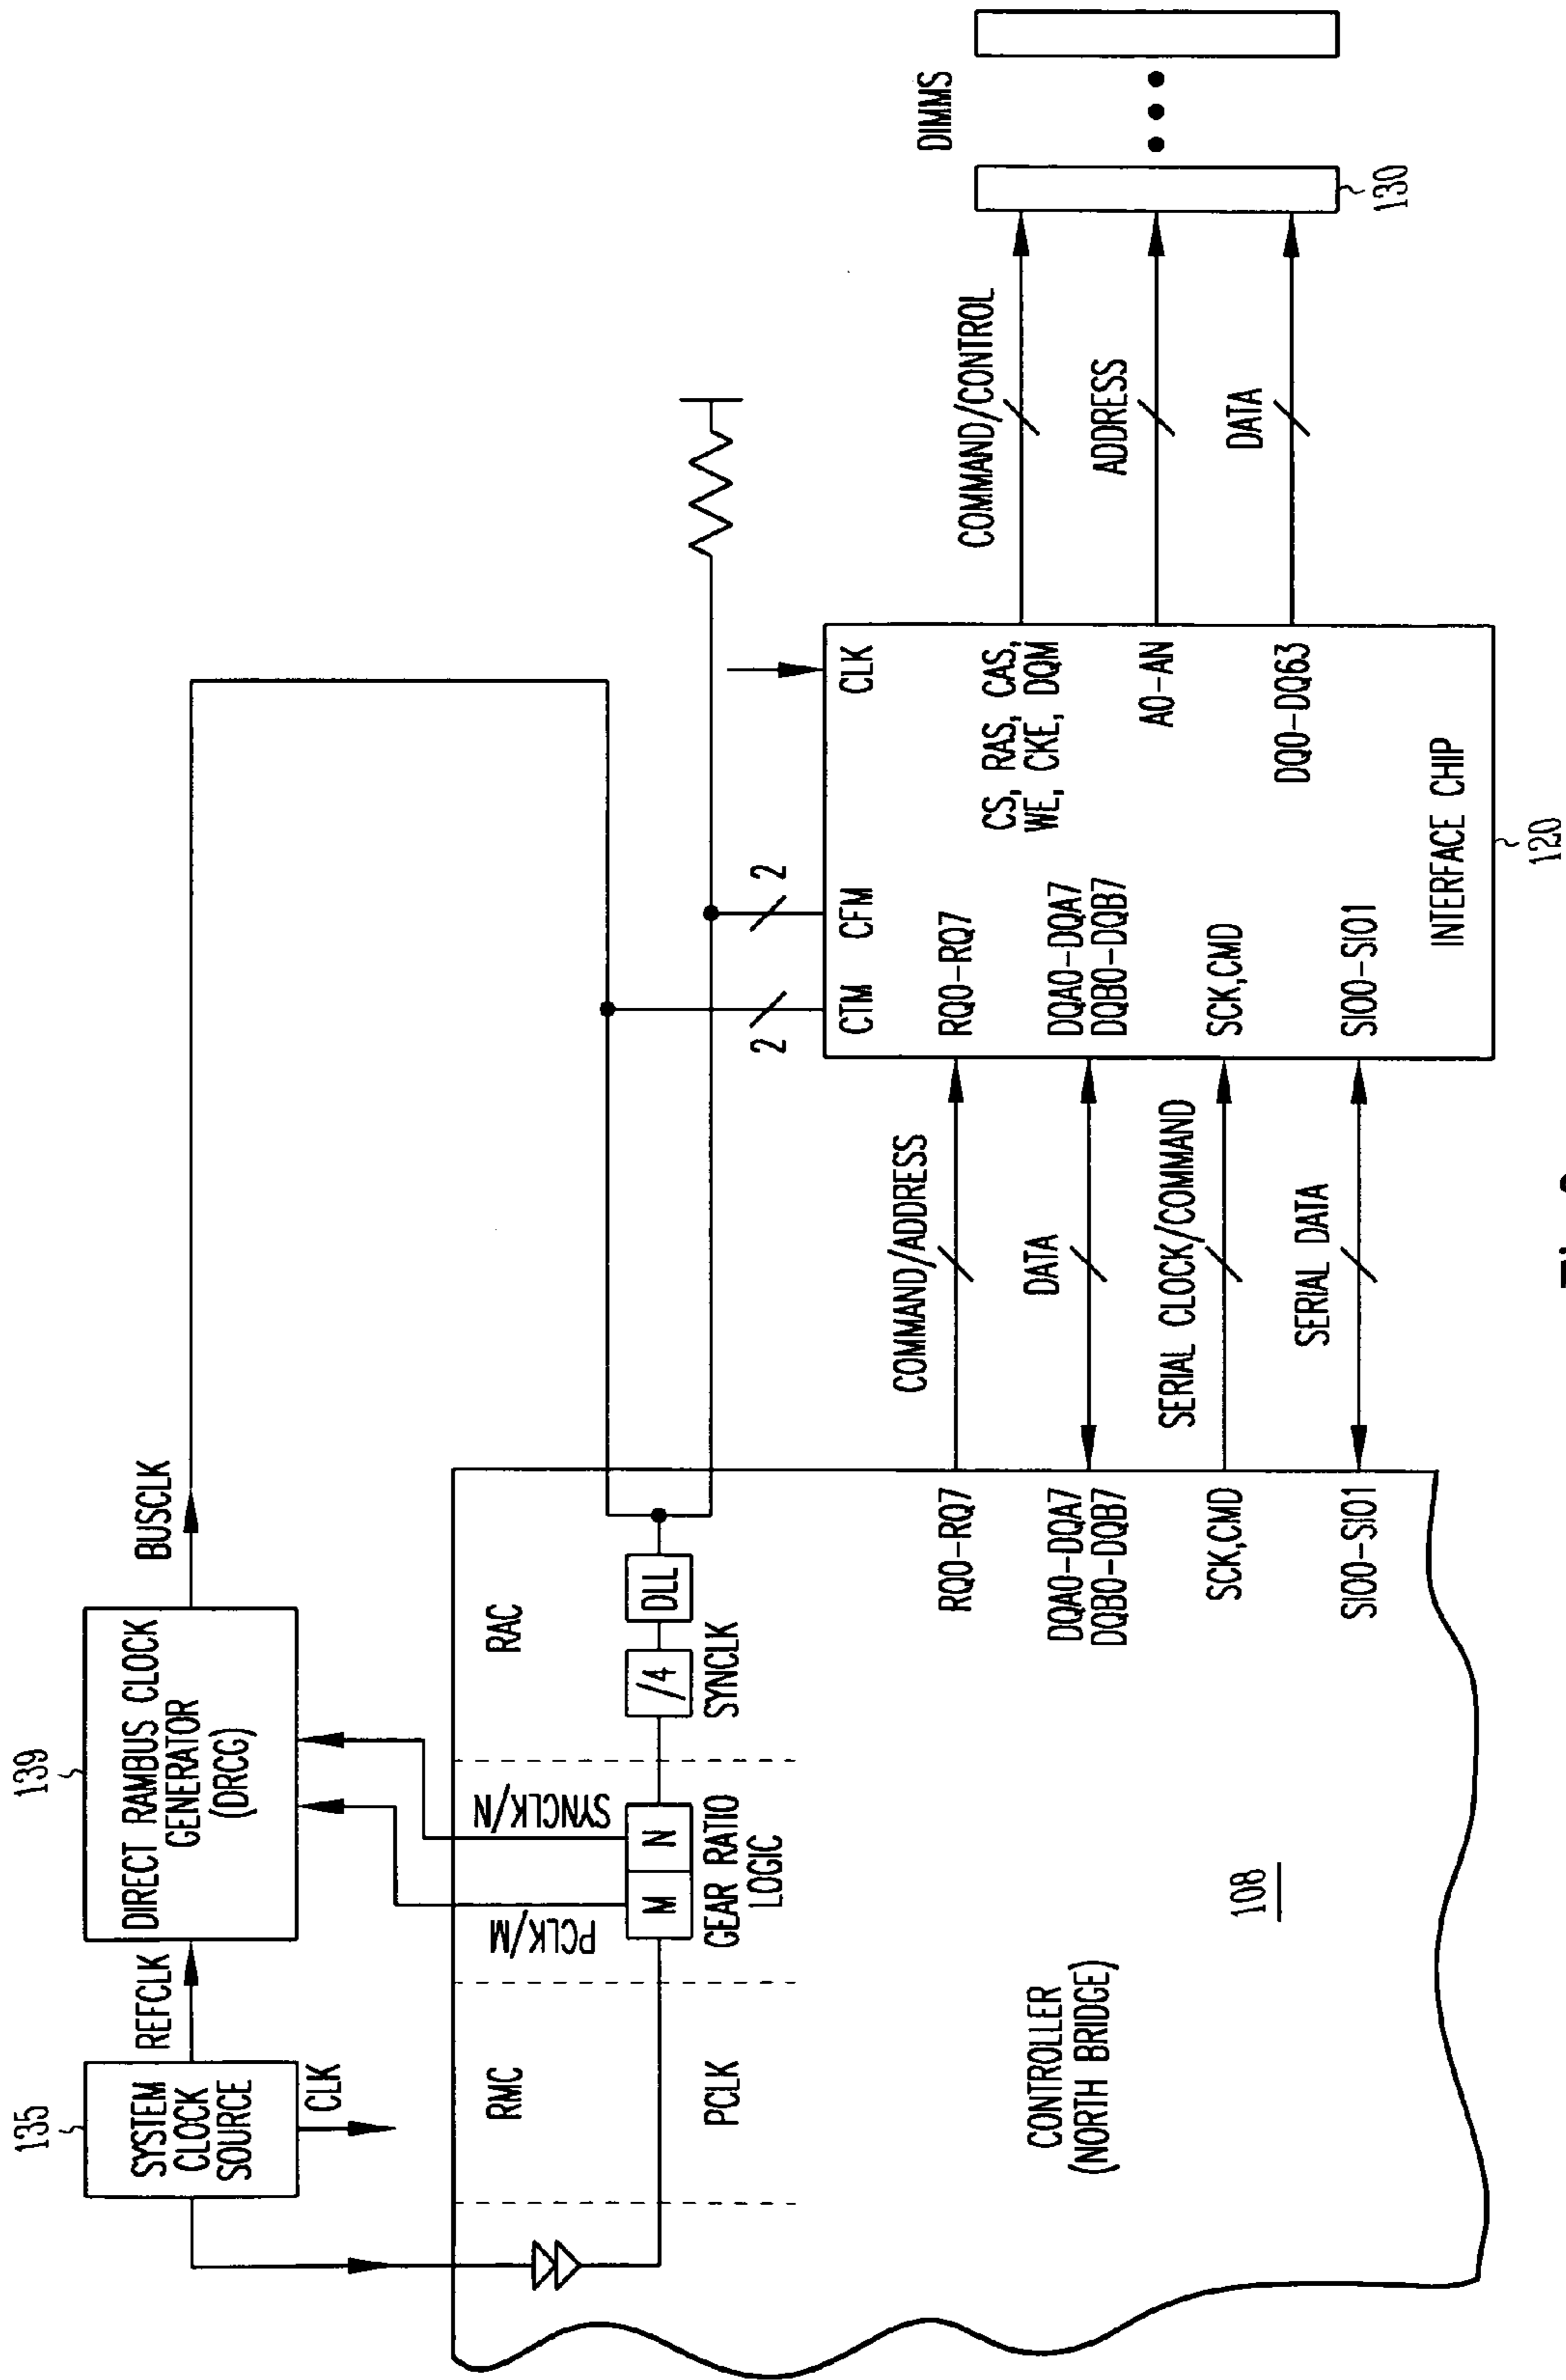 135
SYSTEM
CLOCK
SOURCE
REFCLK
CLK
139
DIRECT RAMBUS CLOCK
GENERATOR
(DRCG)
BUSCLK
RMC
PCLK
PCLK/M
SYNCLK/N
M
N
GEAR RATIO
LOGIC
RAC
/4
DLL
SYNCLK
CONTROLLER
(NORTH BRIDGE)
108
RQ0-RQ7
DQA0-DQA7
DQB0-DQB7
SCK,CMD
SIO0-SIO1
COMMAND/ADDRESS
DATA
SERIAL CLOCK/COMMAND
SERIAL DATA
2
2
CTM
CFM
CLK
RQ0-RQ7
DQA0-DQA7
DQB0-DQB7
SCK,CMD
SIO0-SIO1
CS, RAS, CAS,
WE, CKE, DQM
A0-AN
DQ0-DQ63
INTERFACE CHIP
120
COMMAND/CONTROL
ADDRESS
DATA
DIMMS
130